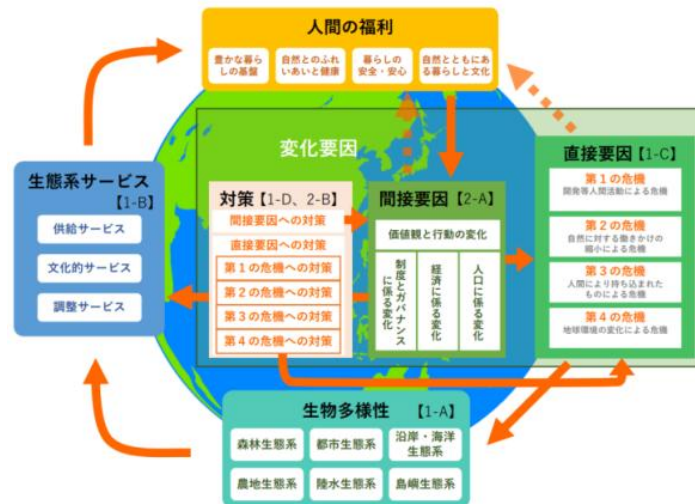 人間の福利
豊かな暮ら
しの基盤
自然とのふれ
いあいと健康
暮らしの
安全・安心
自然とともにあ
る暮らしと文化
変化要因
生態系サービス
【1-B】
供給サービス
文化的サービス
調整サービス
対策【1-D、2-B】
間接要因への対策
直接要因への対策
第１の危機への対策
第２の危機への対策
第３の危機への対策
第４の危機への対策
間接要因【2-A】
価値観と行動の変化
制度とガバナンス
に係る変化
経済に係る変化
人口に係る変化
直接要因【1-C】
第１の危機
開発等人間活動による危機
第２の危機
自然に対する働きかけの
縮小による危機
第３の危機
人間により持ち込まれた
ものによる危機
第４の危機
地球環境の変化による危機
生物多様性 【1-A】
森林生態系
都市生態系
沿岸・海洋
生態系
農地生態系
陸水生態系
島嶼生態系